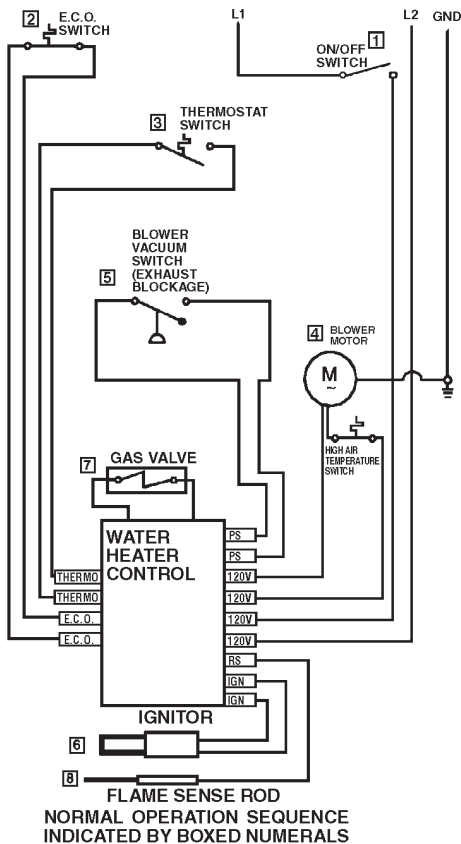 2
E.C.O.
SWITCH
L1
L2
GND
ON/OFF
SWITCH
1
THERMOSTAT
SWITCH
3
BLOWER
VACUUM
SWITCH
(EXHAUST
BLOCKAGE)
5
4
BLOWER
MOTOR
M
~
HIGH AIR
TEMPERATURE
SWITCH
7
GAS VALVE
WATER
HEATER
CONTROL
THERMO
THERMO
E.C.O.
E.C.O.
PS
PS
120V
120V
120V
120V
RS
IGN
IGN
IGNITOR
6
8
FLAME SENSE ROD
NORMAL OPERATION SEQUENCE
INDICATED BY BOXED NUMERALS